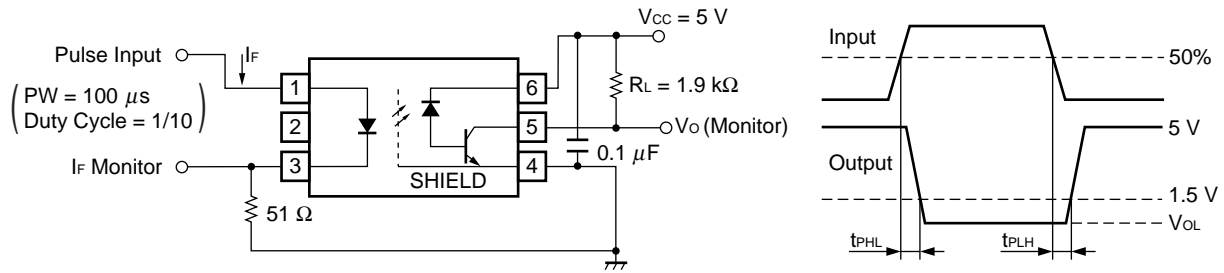 VCC = 5 V
Pulse Input
IF
(PW = 100 μs
Duty Cycle = 1/10)
1
2
3
6
5
4
RL = 1.9 kΩ
VO (Monitor)
0.1 μF
IF Monitor
SHIELD
51 Ω
Input
50%
5 V
Output
1.5 V
VOL
tPHL
tPLH